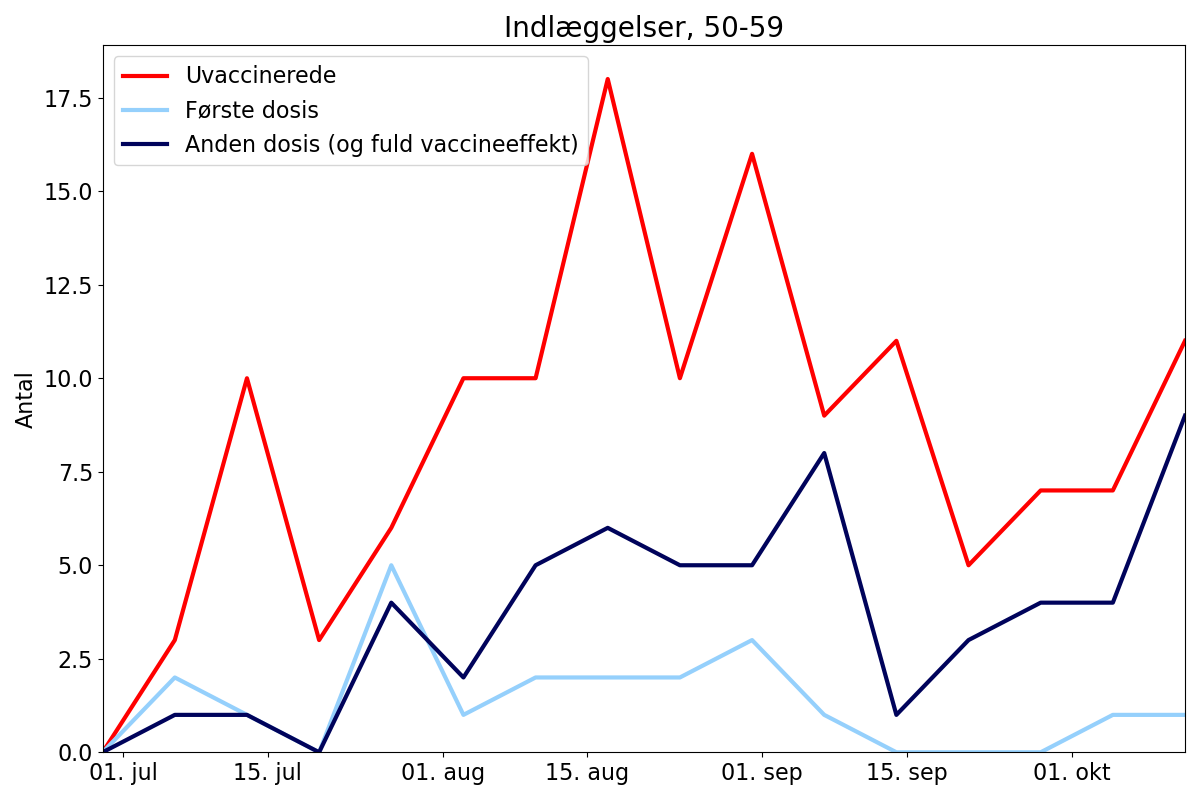 Indlæggelser, 50-59
Uvaccinerede
Første dosis
Anden dosis (og fuld vaccineeffekt)
17.5
15.0
12.5
10.0
7.5
5.0
2.5
0.0
Antal
01. jul 15. jul 01. aug 15. aug 01. sep 15. sep 01. okt